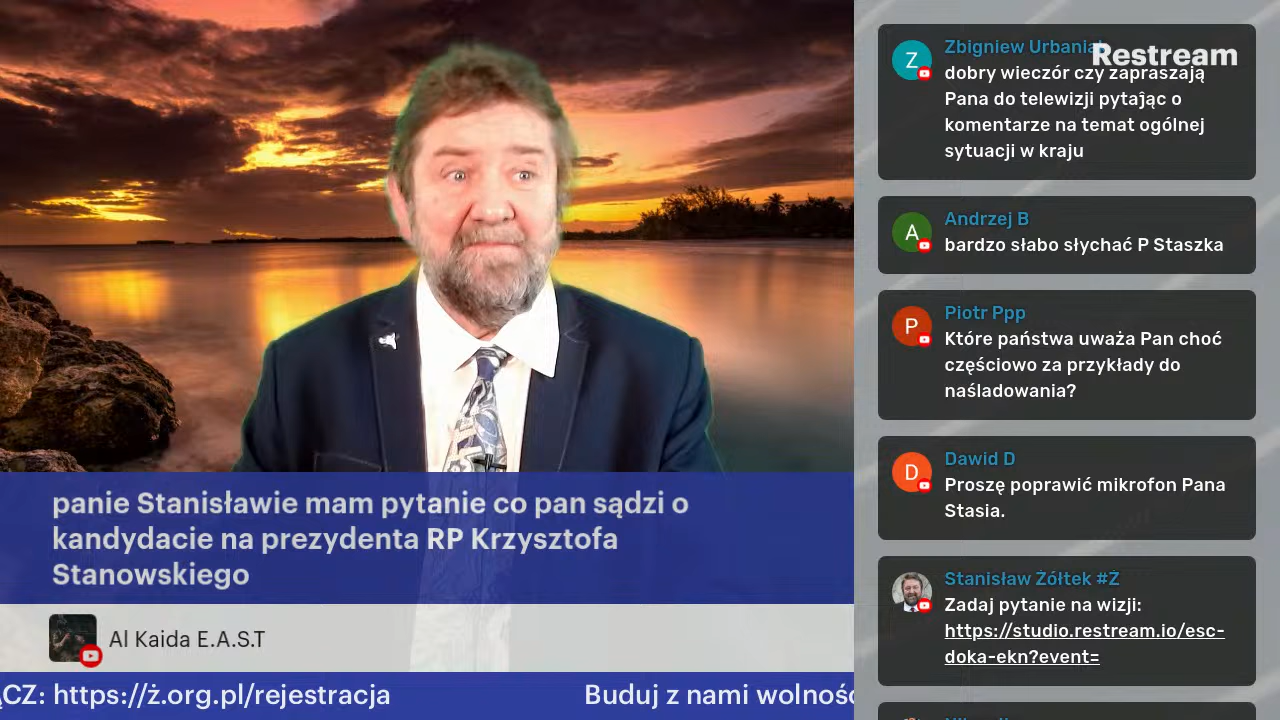 panie Stanisławie mam pytanie co pan sądzi o
kandydacie na prezydenta RP Krzysztofa
Stanowskiego
Al Kaida E.A.S.T
CZ: https://ż.org.pl/rejestracja
Buduj z nami wolnoś
Restream
Z
Zbigniew Urbaniak
dobry wieczór czy zapraszają
Pana do telewizji pytając o
komentarze na temat ogólnej
sytuacji w kraju
A
Andrzej B
bardzo słabo słychać P Staszka
P
Piotr Ppp
Które państwa uważa Pan choć
częściowo za przykłady do
naśladowania?
D
Dawid D
Proszę poprawić mikrofon Pana
Stasia.
Stanisław Żółtek #Ż
Zadaj pytanie na wizji:
https://studio.restream.io/esc-
doka-ekn?event=